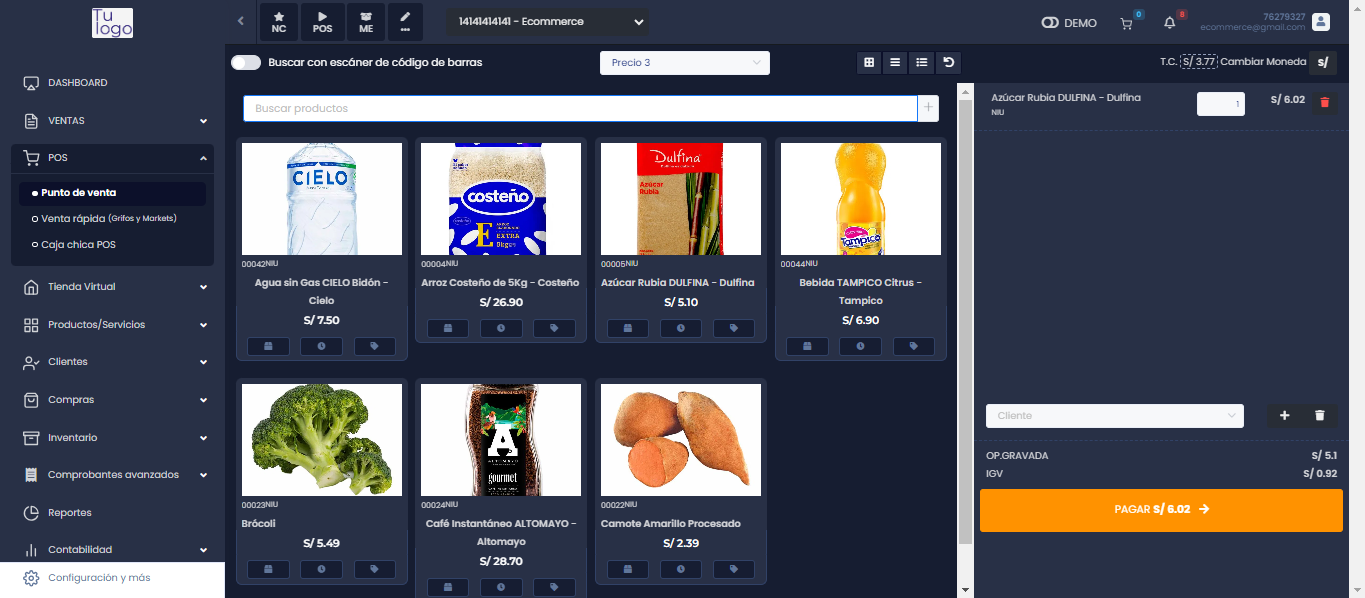 Tu
logo
NC
POS
ME
14141414141 - Ecommerce
DEMO
0
8
76279327
ecommerce@gmail.com
Buscar con escáner de código de barras
Precio 3
T.C. S/ 3.77 Cambiar Moneda S/
DASHBOARD
VENTAS
POS
Punto de venta
Venta rápida (Grifos y Markets)
Caja chica POS
Tienda Virtual
Productos/Servicios
Clientes
Compras
Inventario
Comprobantes avanzados
Reportes
Contabilidad
Configuración y más
Buscar productos
CIELO
00042NIU
Agua sin Gas CIELO Bidón -
Cielo
S/ 7.50
costeño
E
EXTRA
5kg
00004NIU
Arroz Costeño de 5Kg - Costeño
S/ 26.90
Dulfina
Azúcar
Rubia
00005NIU
Azúcar Rubia DULFINA - Dulfina
S/ 5.10
Tampico
00044NIU
Bebida TAMPICO Citrus -
Tampico
S/ 6.90
00023NIU
Brócoli
S/ 5.49
A
ALTOMAYO
gourmet
00024NIU
Café Instantáneo ALTOMAYO -
Altomayo
S/ 28.70
00022NIU
Camote Amarillo Procesado
S/ 2.39
Azúcar Rubia DULFINA - Dulfina
NIU
1
S/ 6.02
Cliente
OP.GRAVADA S/ 5.1
IGV S/ 0.92
PAGAR S/ 6.02